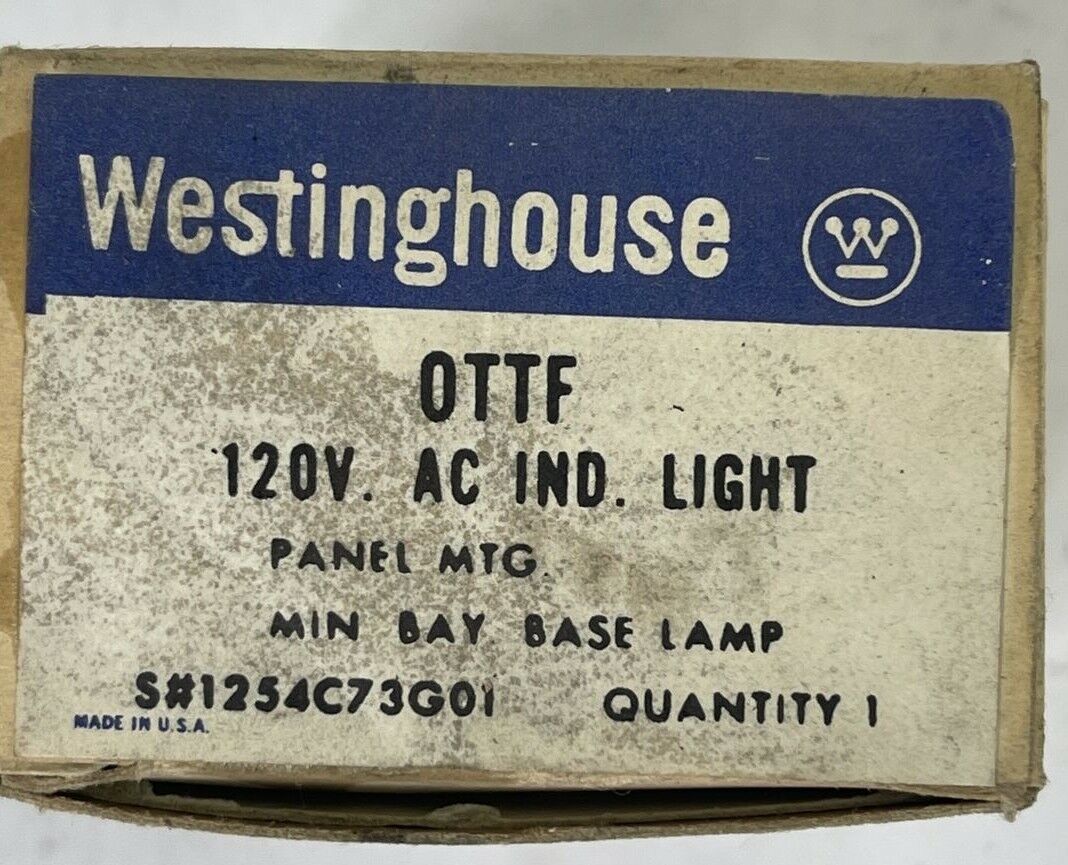 Westinghouse W
OTTF
120V. AC IND. LIGHT
PANEL MTG.
MIN BAY BASE LAMP
S#1254C73G01 QUANTITY 1
MADE IN U.S.A.